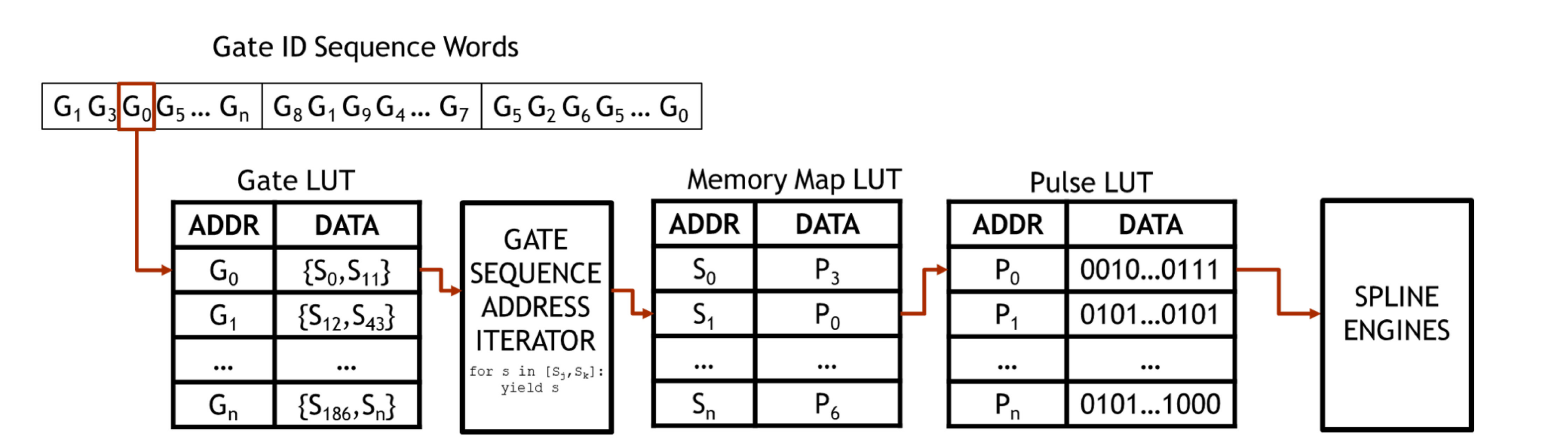 Gate ID Sequence Words
G₁ G₃ G₀ G₅ ... Gₙ G₈ G₁ G₉ G₄ ... G₇ G₅ G₂ G₆ G₅ ... G₀
Gate LUT
ADDR DATA
G₀ {S₀,S₁₁}
G₁ {S₁₂,S₄₃}
... ...
Gₙ {S₁₈₆,Sₙ}
GATE
SEQUENCE
ADDRESS
ITERATOR
for s in [Sⱼ,Sₖ]:
yield s
Memory Map LUT
ADDR DATA
S₀ P₃
S₁ P₀
... ...
Sₙ P₆
Pulse LUT
ADDR DATA
P₀ 0010...0111
P₁ 0101...0101
... ...
Pₙ 0101...1000
SPLINE
ENGINES